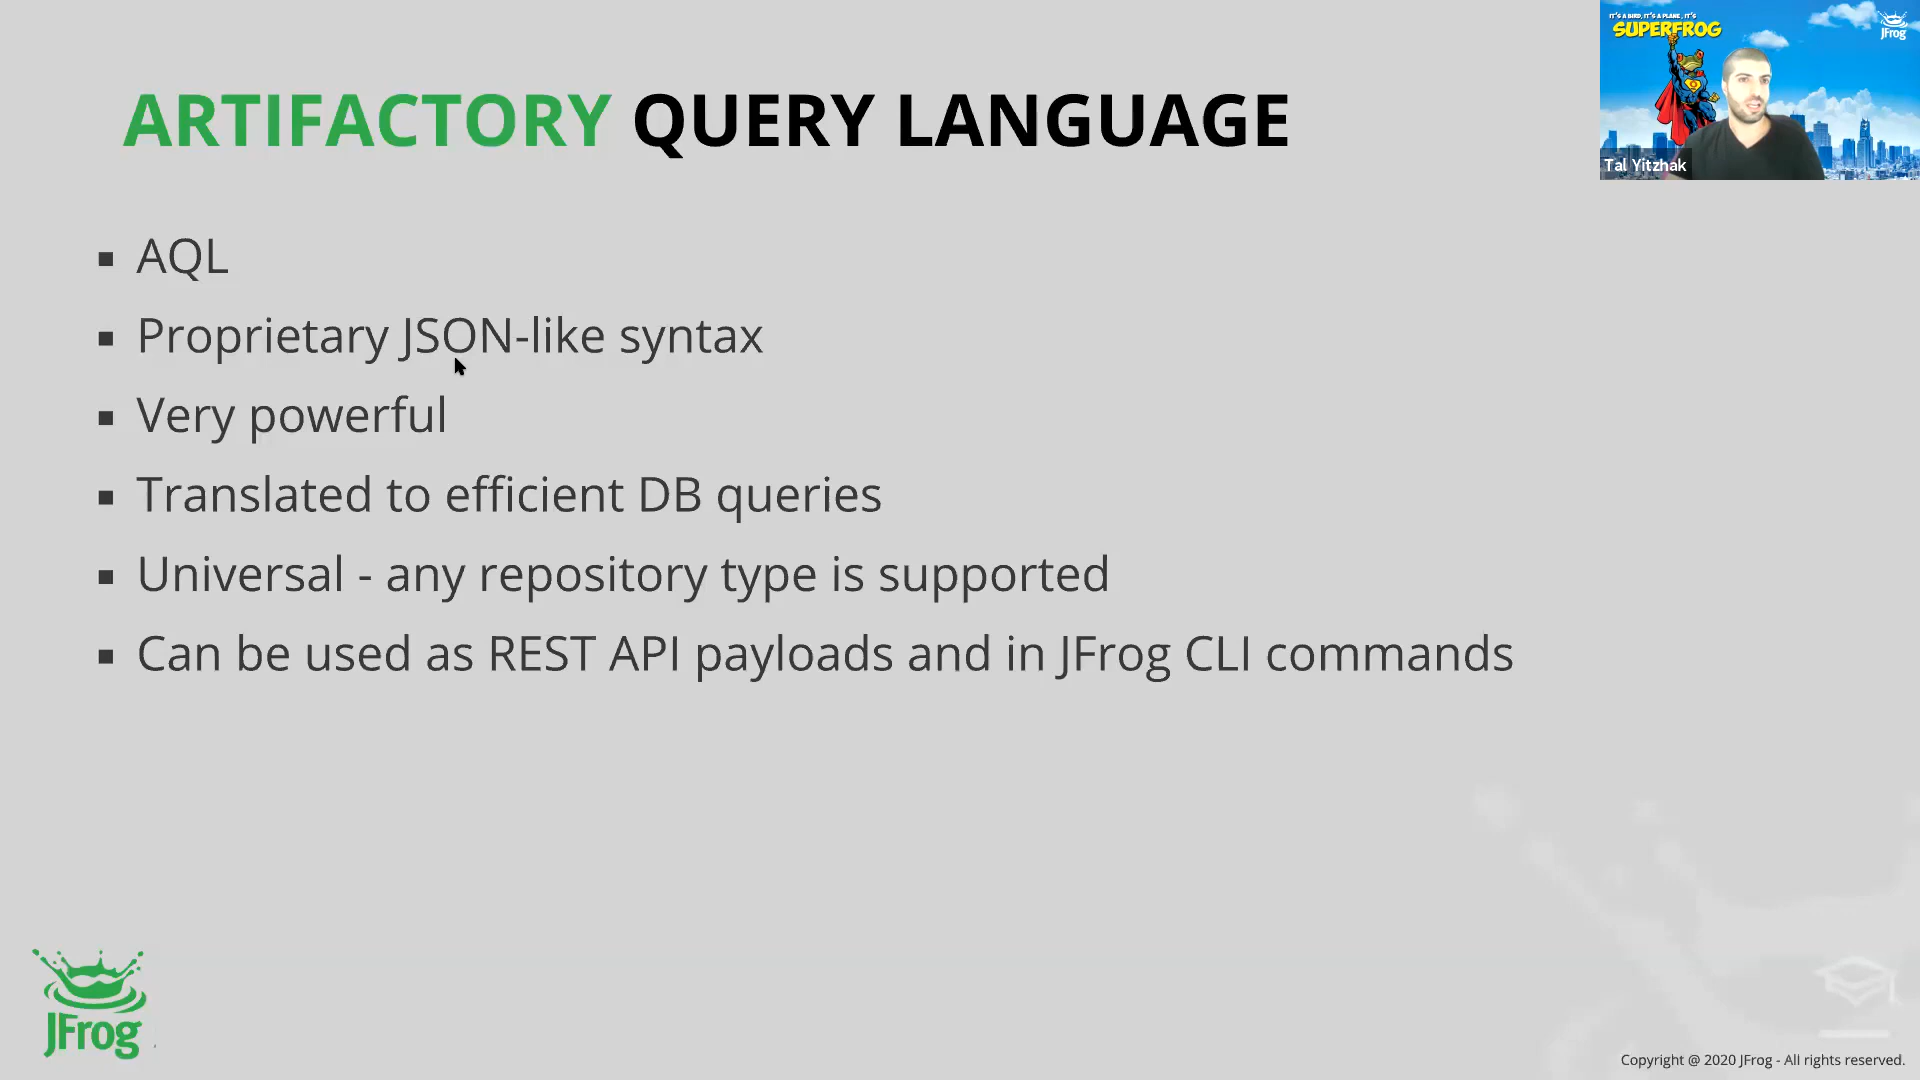 ARTIFACTORY QUERY LANGUAGE
IT'S A BIRD, IT'S A PLANE, IT'S
SUPERFROG
JFrog
Tal Yitzhak
AQL
Proprietary JSON-like syntax
Very powerful
Translated to efficient DB queries
Universal - any repository type is supported
Can be used as REST API payloads and in JFrog CLI commands
JFrog
Copyright @ 2020 JFrog - All rights reserved.